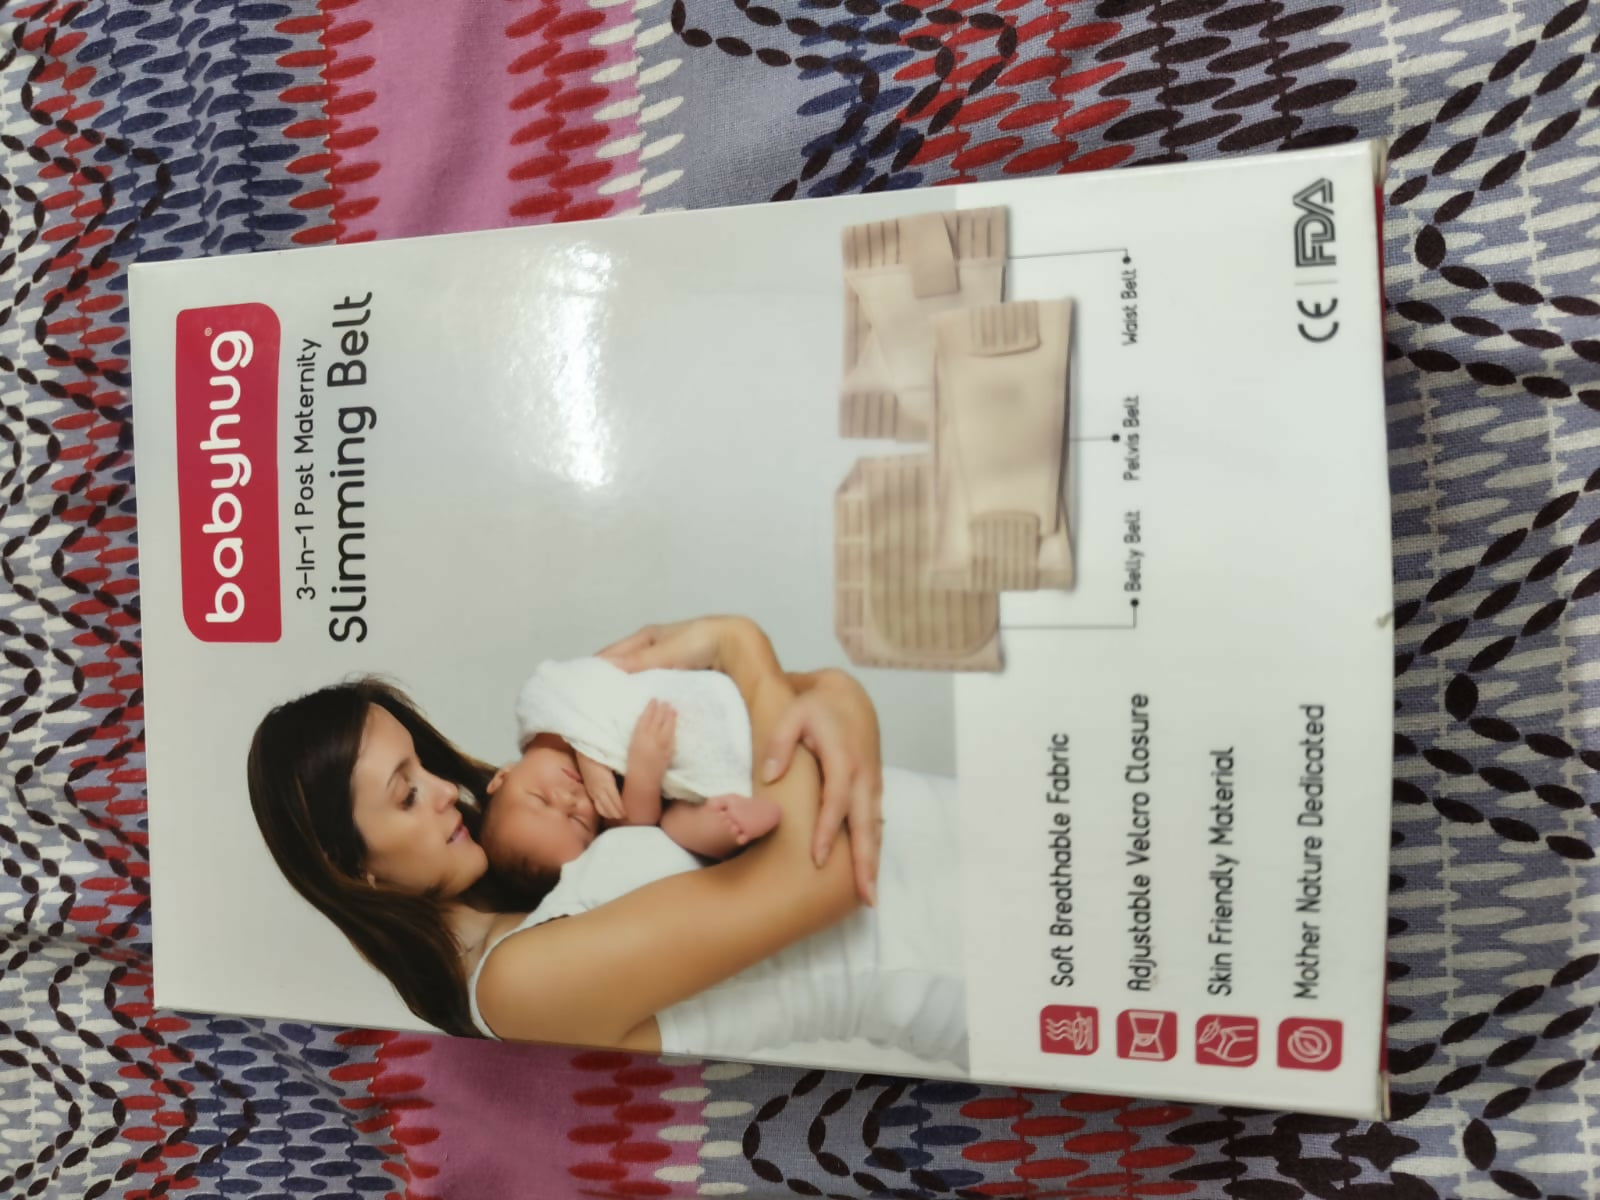 babyhug®
3-In-1 Post Maternity
Slimming Belt
Belly Belt
Pelvis Belt
Waist Belt
Soft Breathable Fabric
Adjustable Velcro Closure
Skin Friendly Material
Mother Nature Dedicated
CE | FDA